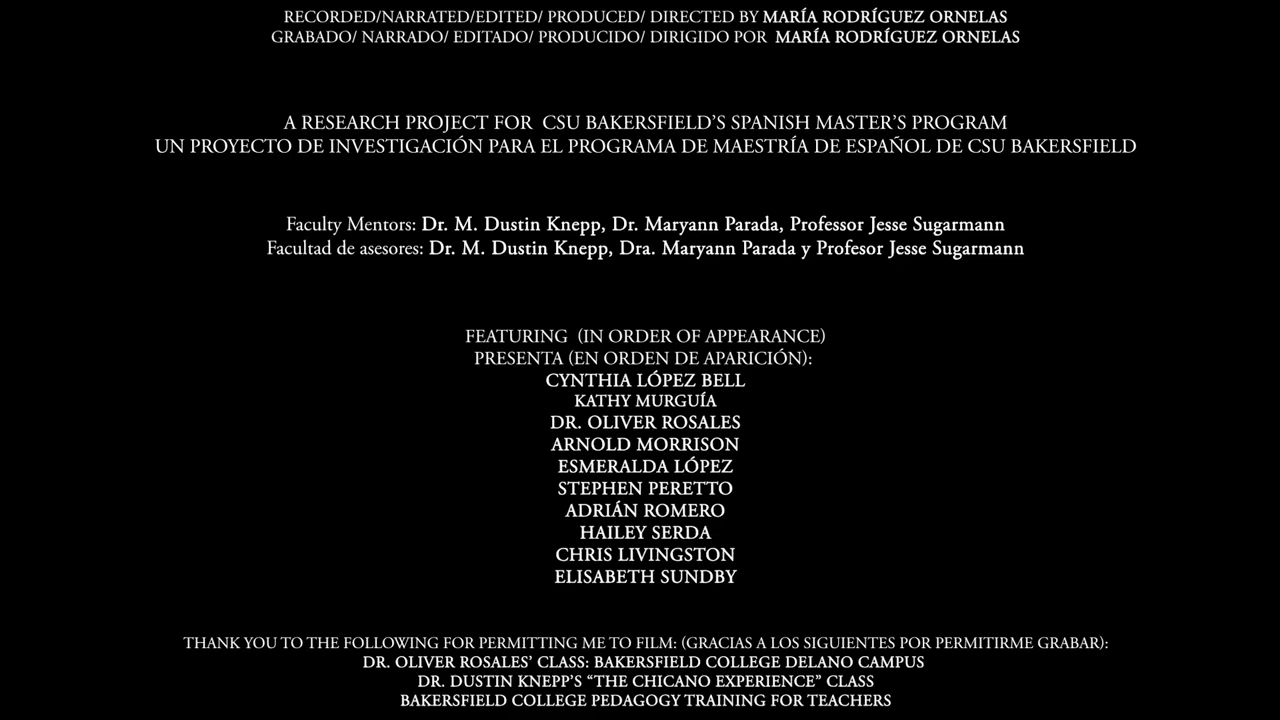 RECORDED/NARRATED/EDITED/ PRODUCED/ DIRECTED BY MARÍA RODRÍGUEZ ORNELAS
GRABADO/ NARRADO/ EDITADO/ PRODUCIDO/ DIRIGIDO POR MARÍA RODRÍGUEZ ORNELAS
A RESEARCH PROJECT FOR CSU BAKERSFIELD’S SPANISH MASTER’S PROGRAM
UN PROYECTO DE INVESTIGACIÓN PARA EL PROGRAMA DE MAESTRÍA DE ESPAÑOL DE CSU BAKERSFIELD
Faculty Mentors: Dr. M. Dustin Knepp, Dr. Maryann Parada, Professor Jesse Sugarmann
Facultad de asesores: Dr. M. Dustin Knepp, Dra. Maryann Parada y Profesor Jesse Sugarmann
FEATURING (IN ORDER OF APPEARANCE)
PRESENTA (EN ORDEN DE APARICIÓN):
CYNTHIA LÓPEZ BELL
KATHY MURGUÍA
DR. OLIVER ROSALES
ARNOLD MORRISON
ESMERALDA LÓPEZ
STEPHEN PERETTO
ADRIÁN ROMERO
HAILEY SERDA
CHRIS LIVINGSTON
ELISABETH SUNDBY
THANK YOU TO THE FOLLOWING FOR PERMITTING ME TO FILM: (GRACIAS A LOS SIGUIENTES POR PERMITIRME GRABAR):
DR. OLIVER ROSALES’ CLASS: BAKERSFIELD COLLEGE DELANO CAMPUS
DR. DUSTIN KNEPP’S “THE CHICANO EXPERIENCE” CLASS
BAKERSFIELD COLLEGE PEDAGOGY TRAINING FOR TEACHERS